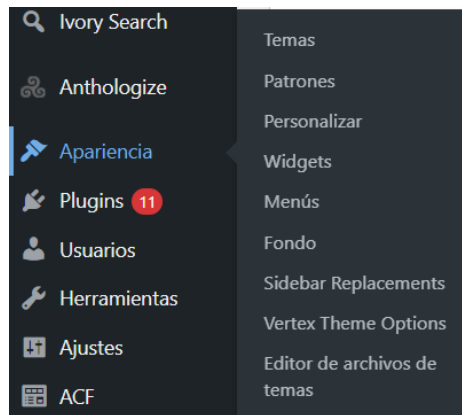 Ivory Search
Anthologize
Apariencia
Plugins 11
Usuarios
Herramientas
Ajustes
ACF
Temas
Patrones
Personalizar
Widgets
Menús
Fondo
Sidebar Replacements
Vertex Theme Options
Editor de archivos de
temas